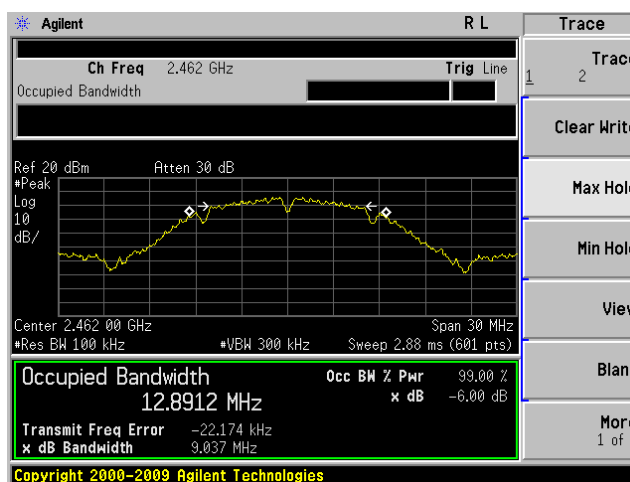 Agilent R L Trace
Ch Freq 2.462 GHz Trig Line
Occupied Bandwidth
Trace
1 2
Clear Write
Max Hold
Min Hold
View
Blank
More
1 of
Ref 20 dBm Atten 30 dB
#Peak
Log
10
dB/
Center 2.462 00 GHz Span 30 MHz
#Res BW 100 kHz #VBW 300 kHz Sweep 2.88 ms (601 pts)
Occupied Bandwidth Occ BW % Pwr 99.00 %
12.8912 MHz x dB -6.00 dB
Transmit Freq Error -22.174 kHz
x dB Bandwidth 9.037 MHz
Copyright 2000-2009 Agilent Technologies